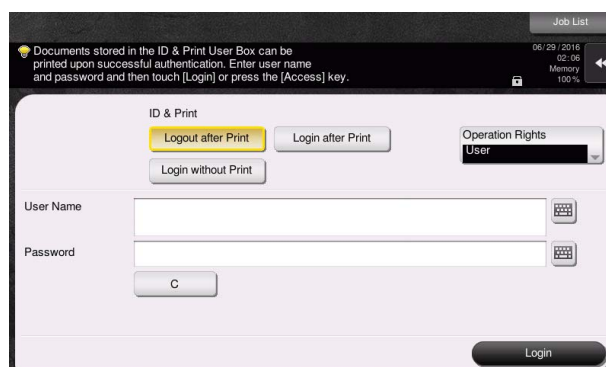 Job List
Documents stored in the ID & Print User Box can be
printed upon successful authentication. Enter user name
and password and then touch [Login] or press the [Access] key.
06/29/2016
02:06
Memory
100%
ID & Print
Logout after Print
Login after Print
Operation Rights
User
Login without Print
User Name
Password
C
Login